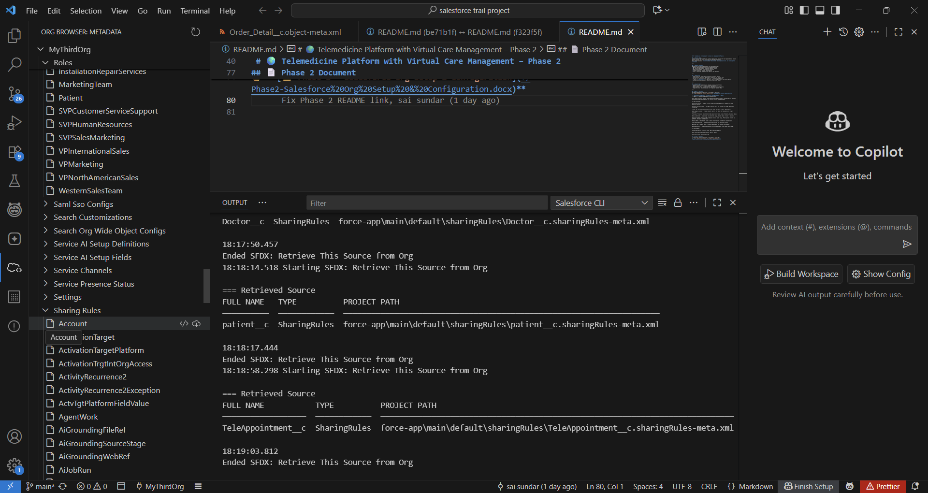 File Edit Selection View Go Run Terminal Help
salesforce trail project
ORG BROWSER: METADATA
MyThirdOrg
Roles
InstallationRepairServices
MarketingTeam
Patient
SVPCustomerServiceSupport
SVPHumanResources
SVPSalesMarketing
VPInternationalSales
VPMarketing
VPNorthAmericanSales
WesternSalesTeam
Saml Sso Configs
Search Customizations
Search Org Wide Object Configs
Service AI Setup Definitions
Service AI Setup Fields
Service Channels
Service Presence Status
Settings
Sharing Rules
Account
Account
ionTarget
ActivationTargetPlatform
ActivationTrgtIntOrgAccess
ActivityRecurrence2
ActivityRecurrence2Exception
ActvTgtPlatformFieldValue
AgentWork
AiGroundingFileRef
AiGroundingSourceStage
AiGroundingWebRef
AiJobRun
26
9
1
Order_Detail__c.object-meta.xml
README.md (be71b1f) ↔ README.md (f323f5f)
README.md
README.md > # Telemedicine Platform with Virtual Care Management – Phase 2 > ## Phase 2 Document
40 # Telemedicine Platform with Virtual Care Management – Phase 2
77 ## Phase 2 Document
Phase2-Salesforce%20Org%20Setup%20&%20Configuration.docx)**
80 Fix Phase 2 README link, sai sundar (1 day ago)
81
OUTPUT
Filter
Salesforce CLI
Doctor__c SharingRules force-app\main\default\sharingRules\Doctor__c.sharingRules-meta.xml
18:17:50.457
Ended SFDX: Retrieve This Source from Org
18:18:14.518 Starting SFDX: Retrieve This Source from Org
=== Retrieved Source
FULL NAME TYPE PROJECT PATH
patient__c SharingRules force-app\main\default\sharingRules\patient__c.sharingRules-meta.xml
18:18:17.444
Ended SFDX: Retrieve This Source from Org
18:18:58.298 Starting SFDX: Retrieve This Source from Org
=== Retrieved Source
FULL NAME TYPE PROJECT PATH
TeleAppointment__c SharingRules force-app\main\default\sharingRules\TeleAppointment__c.sharingRules-meta.xml
18:19:03.812
Ended SFDX: Retrieve This Source from Org
CHAT
Welcome to Copilot
Let's get started
Add context (#), extensions (@), commands
Build Workspace
Show Config
Review AI output carefully before use.
main*
0 0
MyThirdOrg
sai sundar (1 day ago)
Ln 80, Col 1
Spaces: 4
UTF-8
CRLF
Markdown
Finish Setup
Prettier